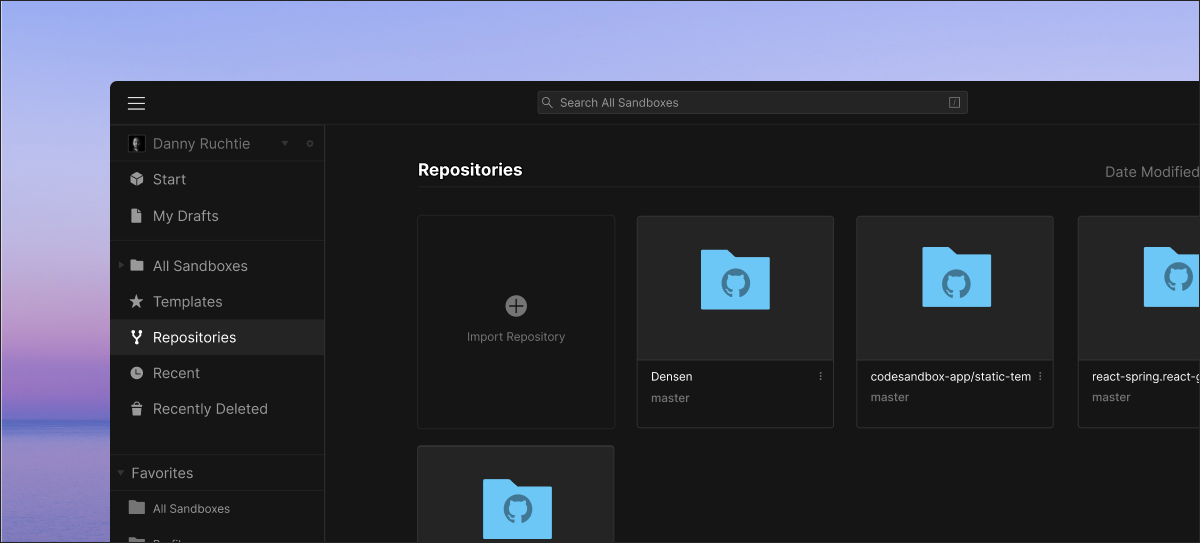 Search All Sandboxes /
Danny Ruchtie
Start
My Drafts
All Sandboxes
Templates
Repositories
Recent
Recently Deleted
Favorites
All Sandboxes
Repositories
Date Modified
Import Repository
Densen
master
codesandbox-app/static-tem
master
react-spring.react-g
master